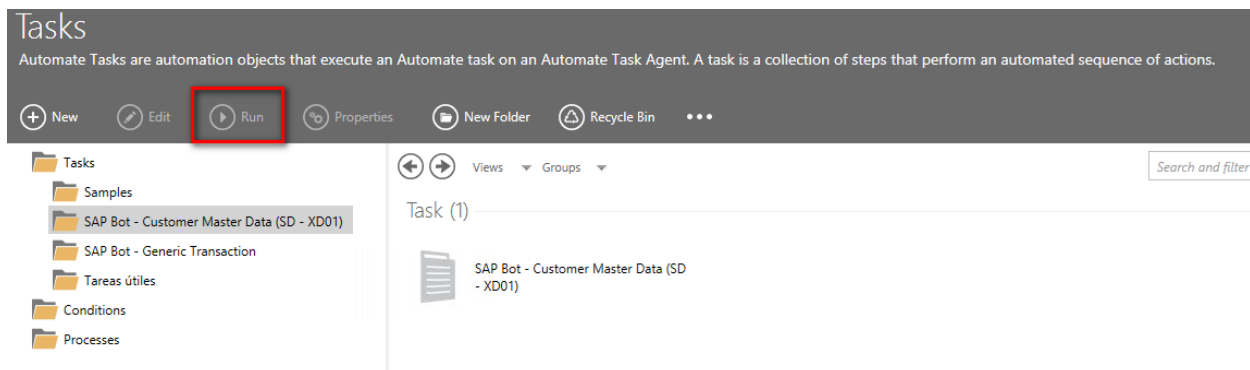 Tasks
Automate Tasks are automation objects that execute an Automate task on an Automate Task Agent. A task is a collection of steps that perform an automated sequence of actions.
New Edit Run Properties New Folder Recycle Bin
Tasks
Samples
SAP Bot - Customer Master Data (SD - XD01)
SAP Bot - Generic Transaction
Tareas útiles
Conditions
Processes
Views Groups
Search and filter
Task (1)
SAP Bot - Customer Master Data (SD
- XD01)